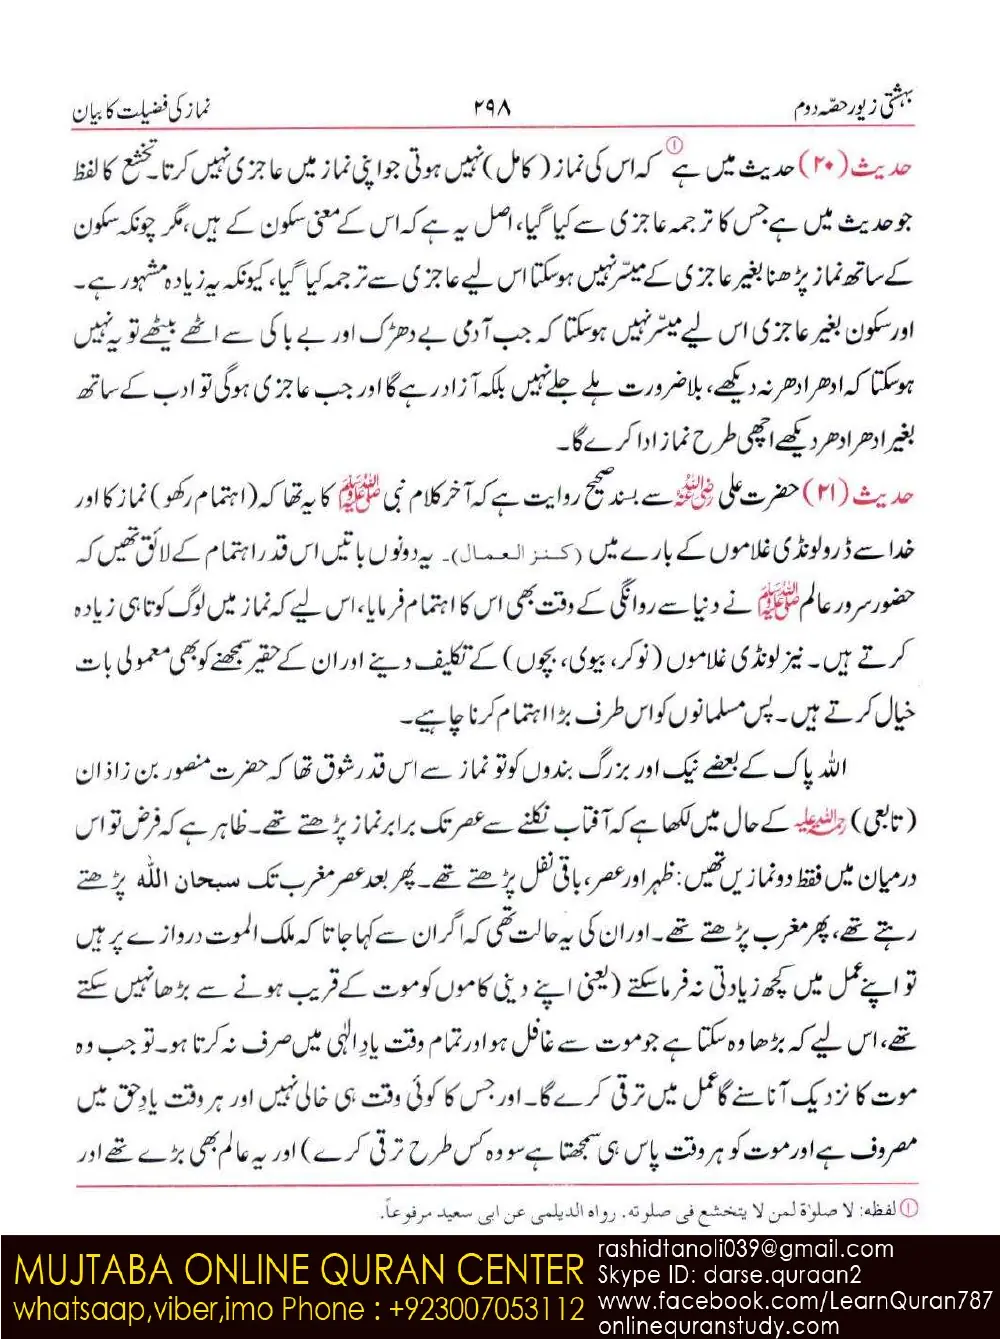 بہشتی زیور حصّہ دوم ۲۹۸ نماز کی فضیلت کا بیان
حدیث (۲۰) حدیث میں ہے ① کہ اس کی نماز (کامل) نہیں ہوتی جو اپنی نماز میں عاجزی نہیں کرتا۔ تخشع کا لفظ
جو حدیث میں ہے جس کا ترجمہ عاجزی سے کیا گیا، اصل یہ ہے کہ اس کے معنی سکون کے ہیں، مگر چونکہ سکون
کے ساتھ نماز پڑھنا بغیر عاجزی کے میسّر نہیں ہوسکتا اس لیے عاجزی سے ترجمہ کیا گیا، کیونکہ یہ زیادہ مشہور ہے۔
اور سکون بغیر عاجزی اس لیے میسّر نہیں ہوسکتا کہ جب آدمی بے دھڑک اور بے باکی سے اٹھے بیٹھے تو یہ نہیں
ہوسکتا کہ ادھر ادھر نہ دیکھے، بلا ضرورت ہلے جلے نہیں بلکہ آزاد رہے گا اور جب عاجزی ہوگی تو ادب کے ساتھ
بغیر ادھر ادھر دیکھے اچھی طرح نماز ادا کرے گا۔
حدیث (۲۱) حضرت علی رضی اللہ عنہ سے بسند صحیح روایت ہے کہ آخر کلام نبی ﷺ کا یہ تھا کہ (اہتمام رکھو) نماز کا اور
خدا سے ڈرو لونڈی غلاموں کے بارے میں (کنز العمال)۔ یہ دونوں باتیں اس قدر اہتمام کے لائق تھیں کہ
حضور سرور عالم ﷺ نے دنیا سے روانگی کے وقت بھی اس کا اہتمام فرمایا، اس لیے کہ نماز میں لوگ کوتاہی زیادہ
کرتے ہیں۔ نیز لونڈی غلاموں (نوکر، بیوی، بچوں) کے تکلیف دینے اور ان کے حقیر سمجھنے کو بھی معمولی بات
خیال کرتے ہیں۔ پس مسلمانوں کو اس طرف بڑا اہتمام کرنا چاہیے۔
اللہ پاک کے بعضے نیک اور بزرگ بندوں کو تو نماز سے اس قدر شوق تھا کہ حضرت منصور بن زاذان
(تابعی) رحمۃ اللہ علیہ کے حال میں لکھا ہے کہ آفتاب نکلنے سے عصر تک برابر نماز پڑھتے تھے۔ ظاہر ہے کہ فرض تو اس
درمیان میں فقط دو نمازیں تھیں: ظہر اور عصر، باقی نفل پڑھتے تھے۔ پھر بعد عصر مغرب تک سبحان اللہ پڑھتے
رہتے تھے، پھر مغرب پڑھتے تھے۔ اور ان کی یہ حالت تھی کہ اگر ان سے کہا جاتا کہ ملک الموت دروازے پر ہیں
تو اپنے عمل میں کچھ زیادتی نہ فرما سکتے (یعنی اپنے دینی کاموں کو موت کے قریب ہونے سے بڑھا نہیں سکتے
تھے، اس لیے کہ بڑھا وہ سکتا ہے جو موت سے غافل ہو اور تمام وقت یادِ الٰہی میں صرف نہ کرتا ہو۔ تو جب وہ
موت کا نزدیک آنا سنے گا عمل میں ترقی کرے گا۔ اور جس کا کوئی وقت ہی خالی نہیں اور ہر وقت یادِ حق میں
مصروف ہے اور موت کو ہر وقت پاس ہی سمجھتا ہے سو وہ کس طرح ترقی کرے) اور یہ عالم بھی بڑے تھے اور
① لفظه: لا صلوٰة لمن لا يتخشع فی صلوته. رواه الديلمی عن ابی سعيد مرفوعاً.
MUJTABA ONLINE QURAN CENTER
whatsaap,viber,imo Phone : +923007053112
rashidtanoli039@gmail.com
Skype ID: darse.quraan2
www.facebook.com/LearnQuran787
onlinequranstudy.com